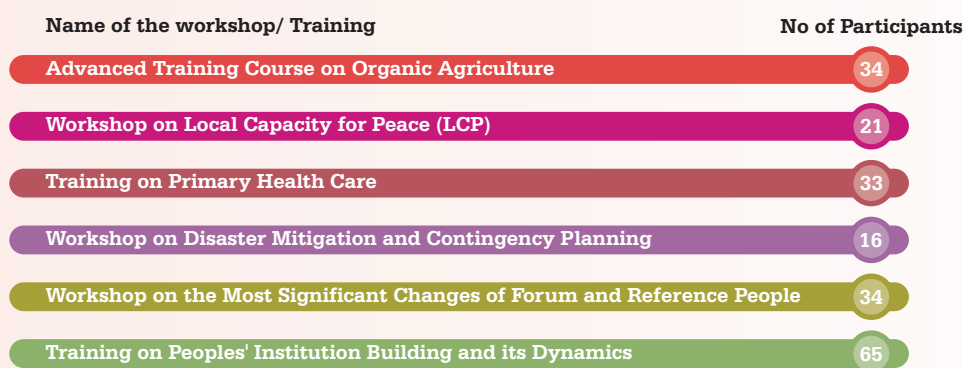 Name of the workshop/ Training No of Participants
Advanced Training Course on Organic Agriculture 34
Workshop on Local Capacity for Peace (LCP) 21
Training on Primary Health Care 33
Workshop on Disaster Mitigation and Contingency Planning 16
Workshop on the Most Significant Changes of Forum and Reference People 34
Training on Peoples' Institution Building and its Dynamics 65